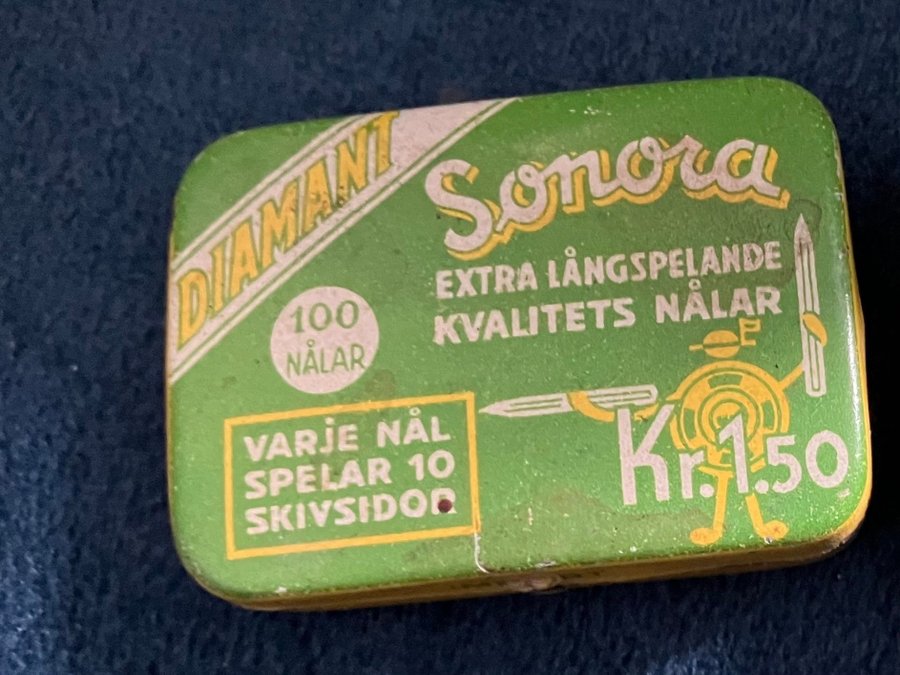 DIAMANT
Sonora
EXTRA LÅNGSPELANDE
KVALITETS NÅLAR
100
NÅLAR
VARJE NÅL
SPELAR 10
SKIVSIDOR
Kr. 1.50